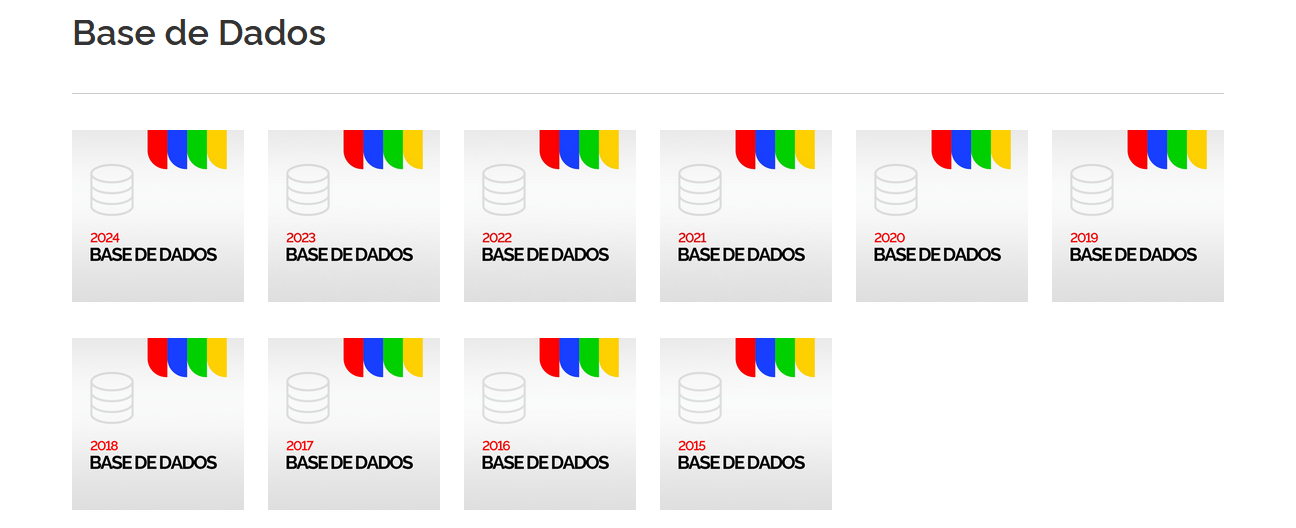 Base de Dados
2024
BASE DE DADOS
2023
BASE DE DADOS
2022
BASE DE DADOS
2021
BASE DE DADOS
2020
BASE DE DADOS
2019
BASE DE DADOS
2018
BASE DE DADOS
2017
BASE DE DADOS
2016
BASE DE DADOS
2015
BASE DE DADOS